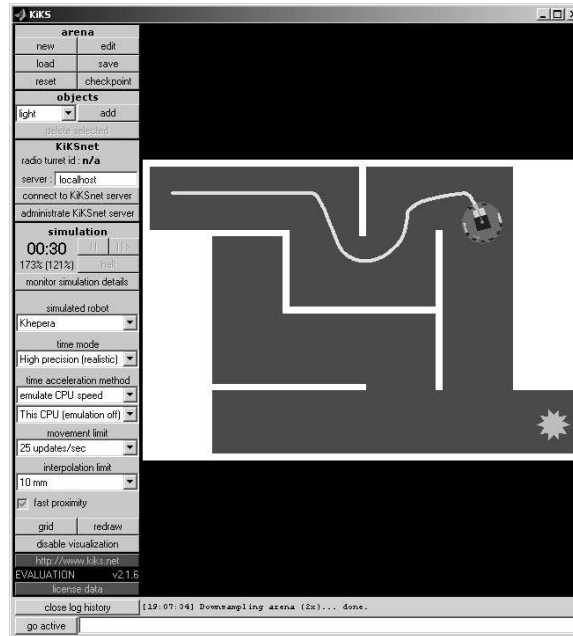 KiKS
arena
new edit
load save
reset checkpoint
objects
light add
delete selected
KiKSnet
radio turret id : n/a
server : localhost
connect to KiKSnet server
administrate KiKSnet server
simulation
00:30
173% (121%) halt
monitor simulation details
simulated robot
Khepera
time mode
High precision (realistic)
time acceleration method
emulate CPU speed
This CPU (emulation off)
movement limit
25 updates/sec
interpolation limit
10 mm
fast proximity
grid redraw
disable visualization
http://www.kiks.net
EVALUATION v2.1.6
license data
close log history [19:07:34] Downsampling arena (2x)... done.
go active